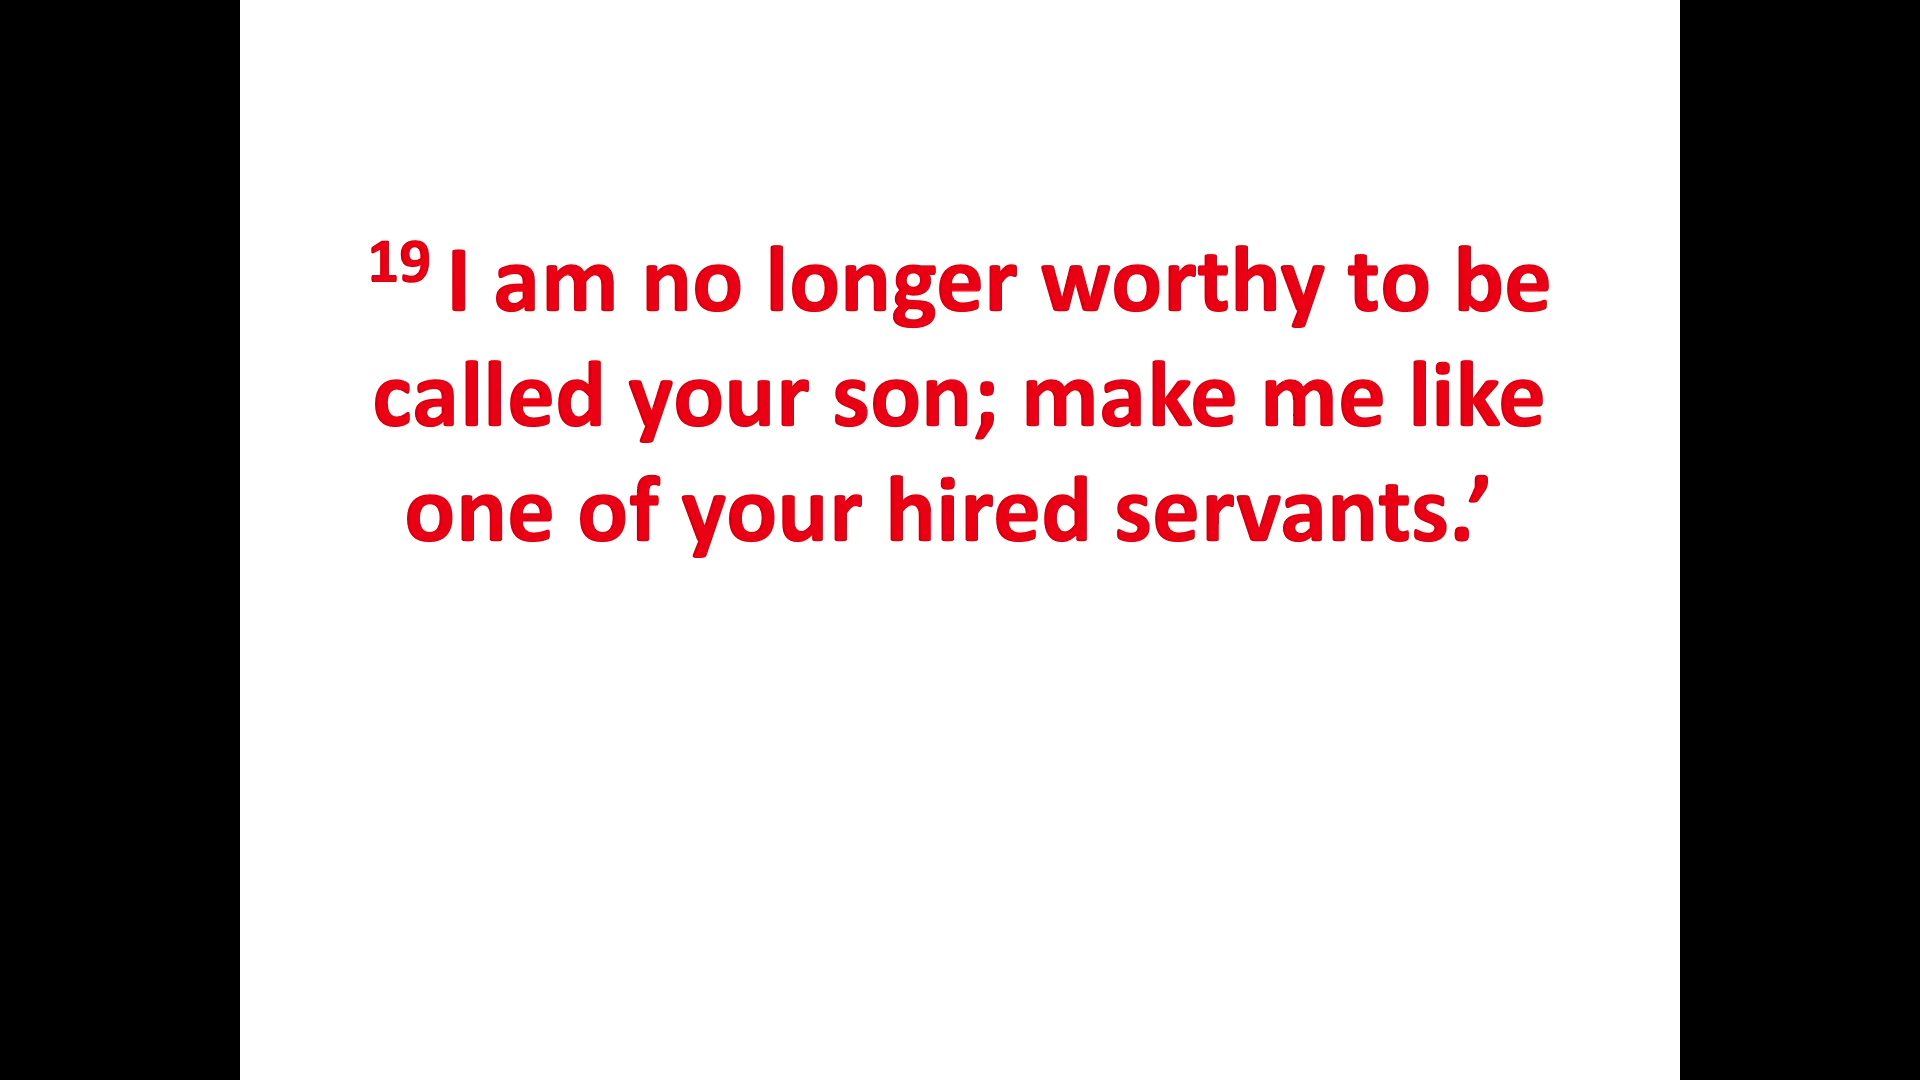 19 I am no longer worthy to be
called your son; make me like
one of your hired servants.’